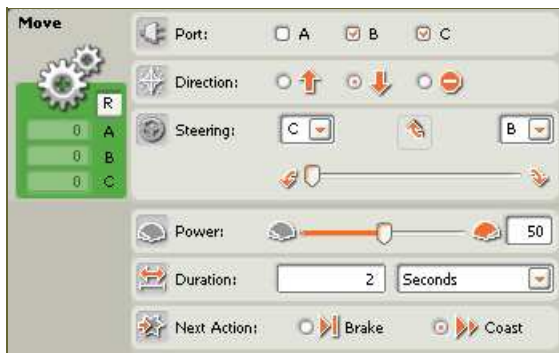 Move
Port: A B C
Direction:
R
0 A
0 B
0 C
Steering: C B
Power: 50
Duration: 2 Seconds
Next Action: Brake Coast